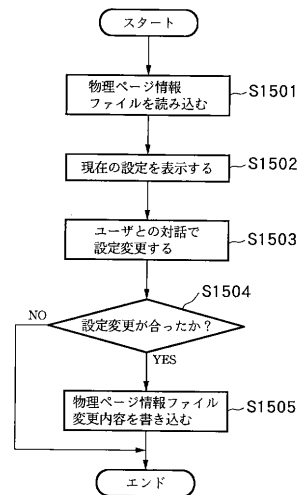 スタート
物理ページ情報
ファイルを読み込む
S1501
現在の設定を表示する
S1502
ユーザとの対話で
設定変更する
S1503
S1504
設定変更が合ったか？
NO
YES
物理ページ情報ファイル
変更内容を書き込む
S1505
エンド